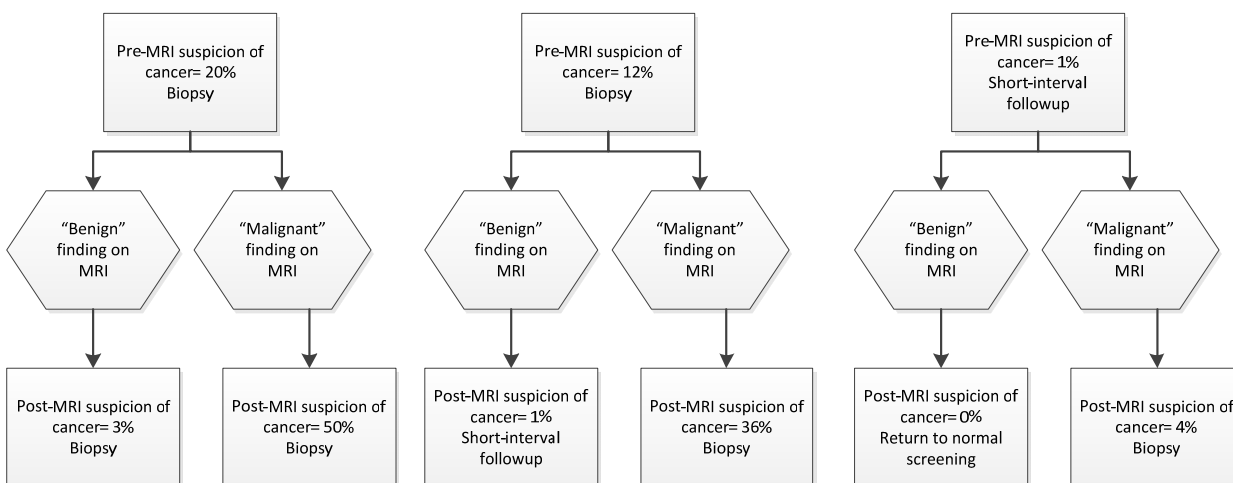 Pre-MRI suspicion of
cancer= 20%
Biopsy
Pre-MRI suspicion of
cancer= 12%
Biopsy
Pre-MRI suspicion of
cancer= 1%
Short-interval
followup
“Benign”
finding on
MRI
“Malignant”
finding on
MRI
“Benign”
finding on
MRI
“Malignant”
finding on
MRI
“Benign”
finding on
MRI
“Malignant”
finding on
MRI
Post-MRI suspicion of
cancer= 3%
Biopsy
Post-MRI suspicion of
cancer= 50%
Biopsy
Post-MRI suspicion of
cancer= 1%
Short-interval
followup
Post-MRI suspicion of
cancer= 36%
Biopsy
Post-MRI suspicion of
cancer= 0%
Return to normal
screening
Post-MRI suspicion of
cancer= 4%
Biopsy